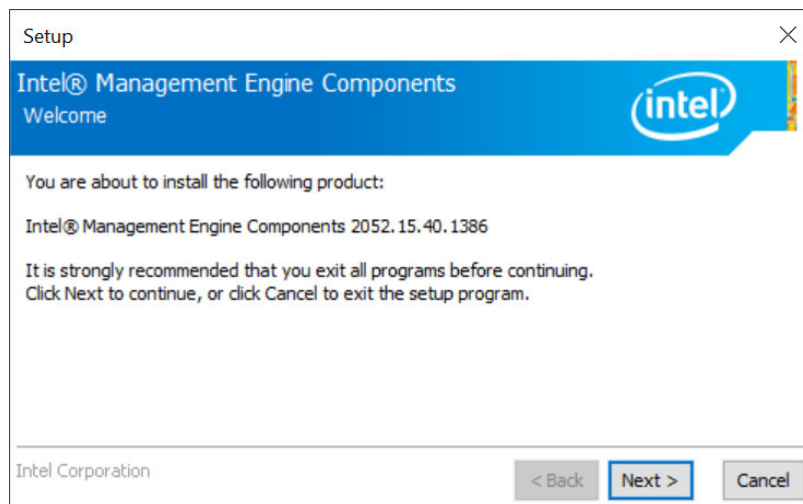 Setup
Intel® Management Engine Components
Welcome
intel
You are about to install the following product:
Intel® Management Engine Components 2052.15.40.1386
It is strongly recommended that you exit all programs before continuing.
Click Next to continue, or click Cancel to exit the setup program.
Intel Corporation
< Back Next > Cancel